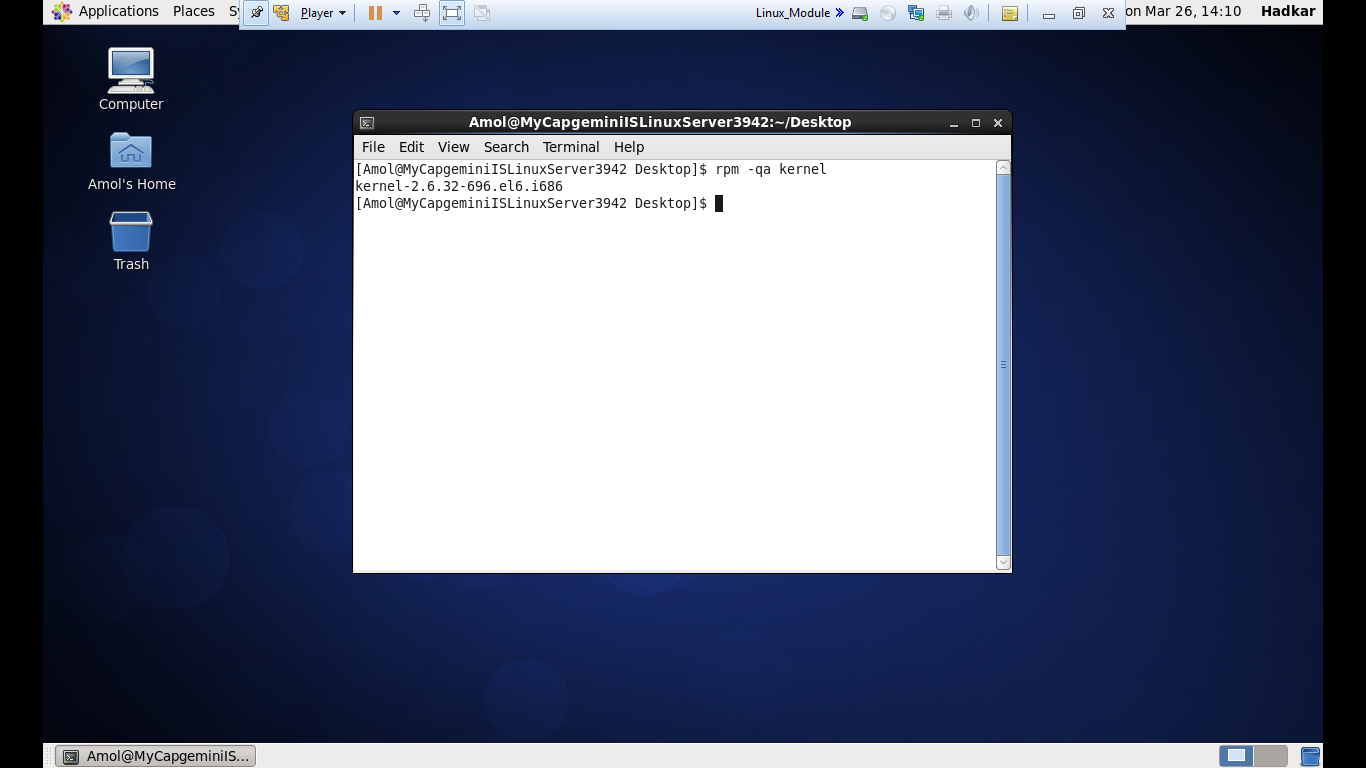 Applications Places Sy
Player
Linux_Module
on Mar 26, 14:10 Hadkar
Computer
Amol's Home
Trash
Amol@MyCapgeminiISLinuxServer3942:~/Desktop
File Edit View Search Terminal Help
[Amol@MyCapgeminiISLinuxServer3942 Desktop]$ rpm -qa kernel
kernel-2.6.32-696.el6.i686
[Amol@MyCapgeminiISLinuxServer3942 Desktop]$
Amol@MyCapgeminiIS...